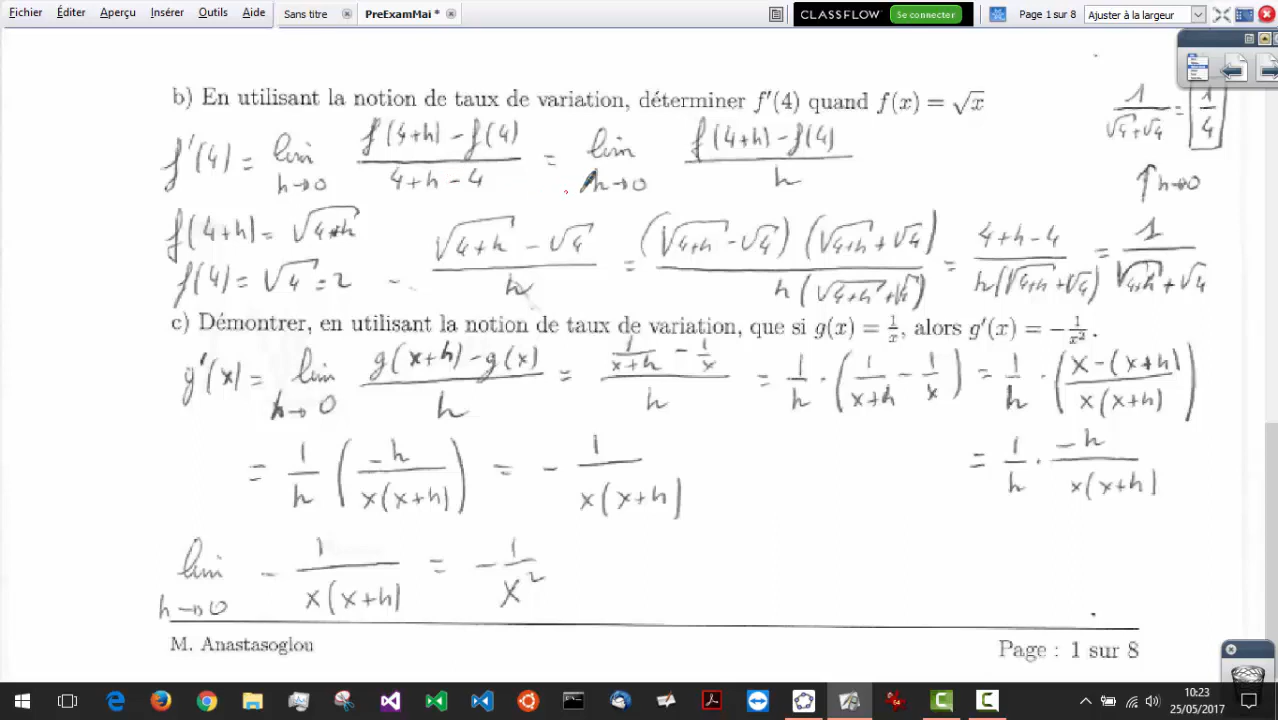 Fichier Éditer Aperçu Insérer Outils Aide Sans titre PreExamMai * CLASSFLOW Se connecter Page 1 sur 8 Ajuster à la largeur
b) En utilisant la notion de taux de variation, déterminer f'(4) quand f(x) = √x
1/(√4+√4) = 1/4
↑h→0
f'(4) = lim h→0 (f(4+h) - f(4))/(4+h-4) = lim h→0 (f(4+h) - f(4))/h
f(4+h) = √(4+h)
f(4) = √4 = 2
(√(4+h) - √4)/h = ((√(4+h) - √4)(√(4+h) + √4))/(h(√(4+h) + √4)) = (4+h-4)/(h(√(4+h) + √4)) = 1/(√(4+h) + √4)
c) Démontrer, en utilisant la notion de taux de variation, que si g(x) = 1/x, alors g'(x) = -1/x².
g'(x) = lim h→0 (g(x+h) - g(x))/h = (1/(x+h) - 1/x)/h = 1/h · (1/(x+h) - 1/x) = 1/h · ((x-(x+h))/(x(x+h)))
= 1/h (-h/(x(x+h))) = - 1/(x(x+h))
= 1/h · -h/(x(x+h))
lim h→0 - 1/(x(x+h)) = - 1/x²
M. Anastasoglou Page : 1 sur 8
10:23
25/05/2017